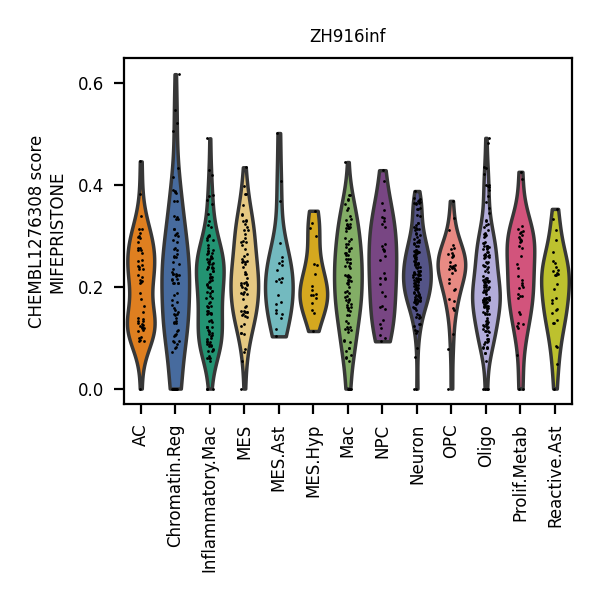 ZH916inf
CHEMBL1276308 score
MIFEPRISTONE
0.6
0.4
0.2
0.0
AC
Chromatin.Reg
Inflammatory.Mac
MES
MES.Ast
MES.Hyp
Mac
NPC
Neuron
OPC
Oligo
Prolif.Metab
Reactive.Ast